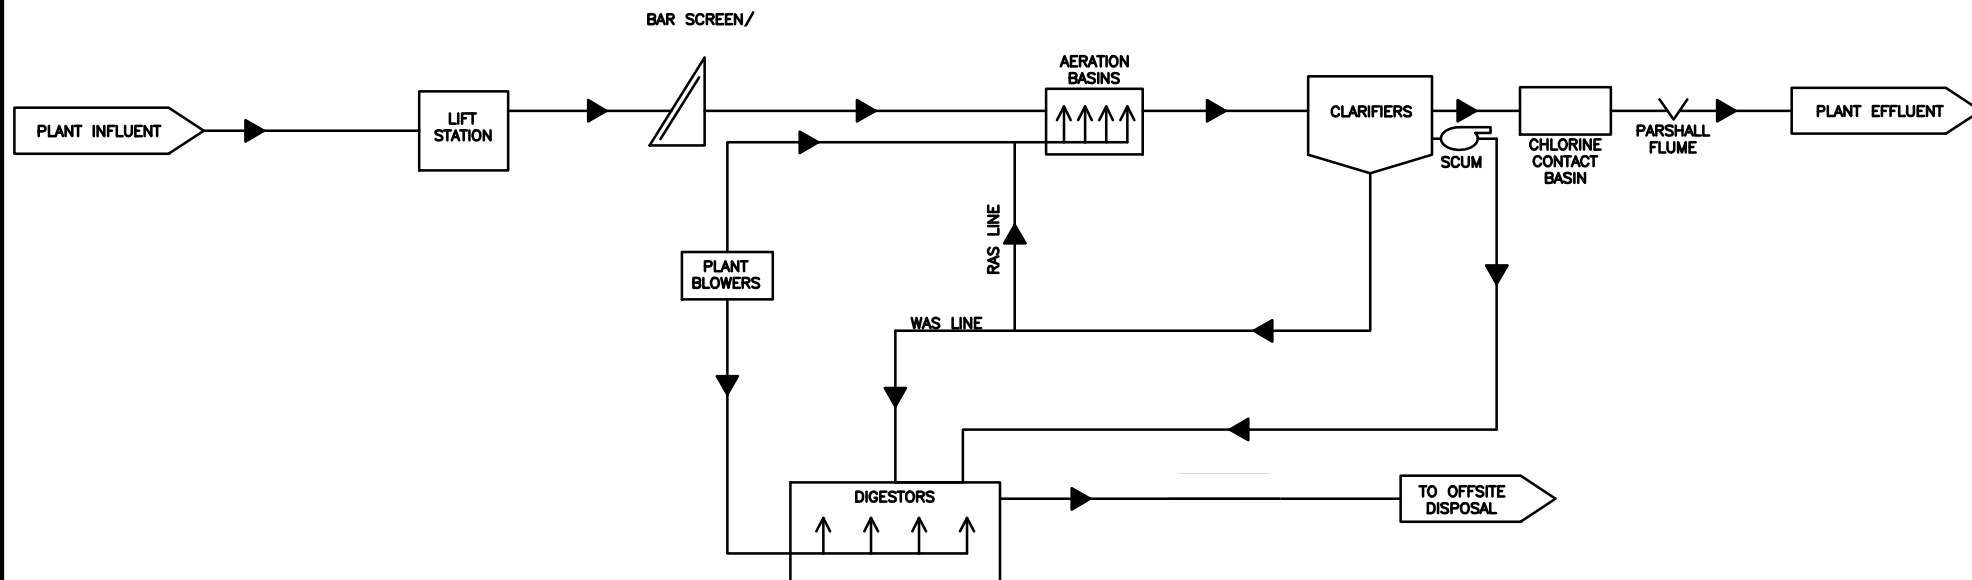 BAR SCREEN/
AERATION
BASINS
PLANT INFLUENT
LIFT
STATION
CLARIFIERS
PLANT EFFLUENT
PARSHALL
FLUME
CHLORINE
CONTACT
BASIN
SCUM
RAS LINE
PLANT
BLOWERS
WAS LINE
DIGESTORS
TO OFFSITE
DISPOSAL